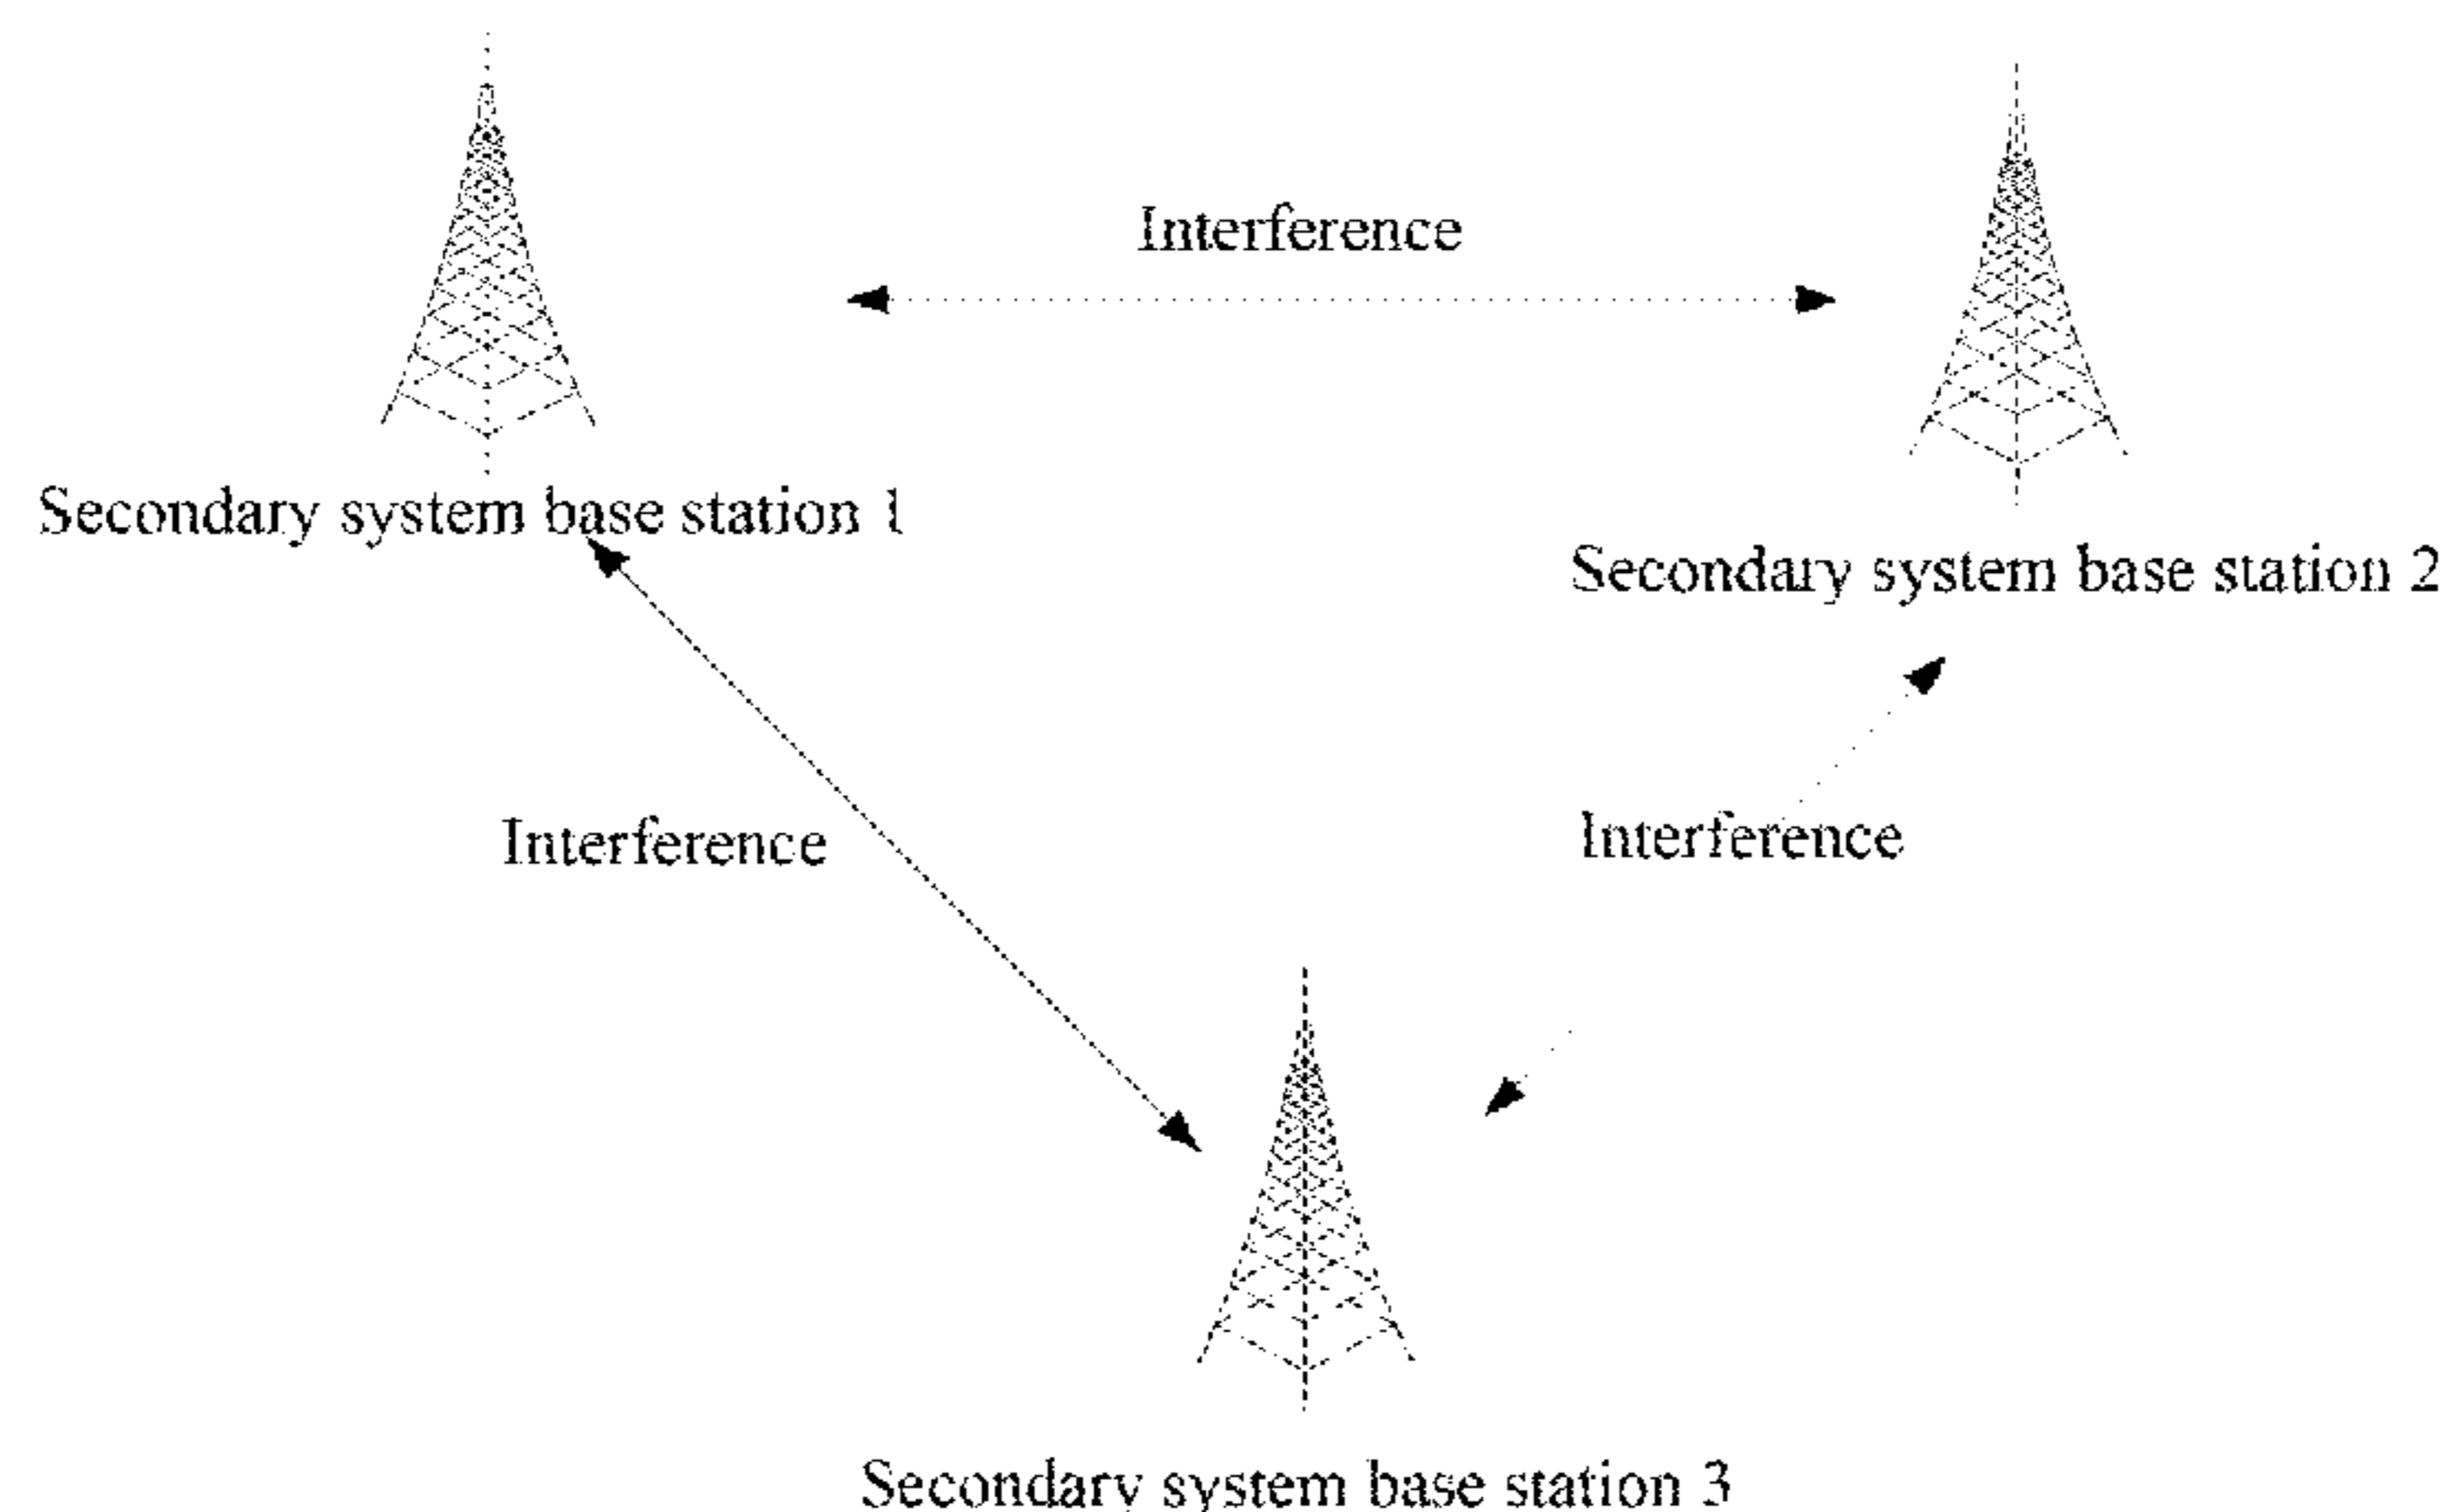 Interference
Secondary system base station 1
Secondary system base station 2
Interference
Interference
Secondary system base station 3